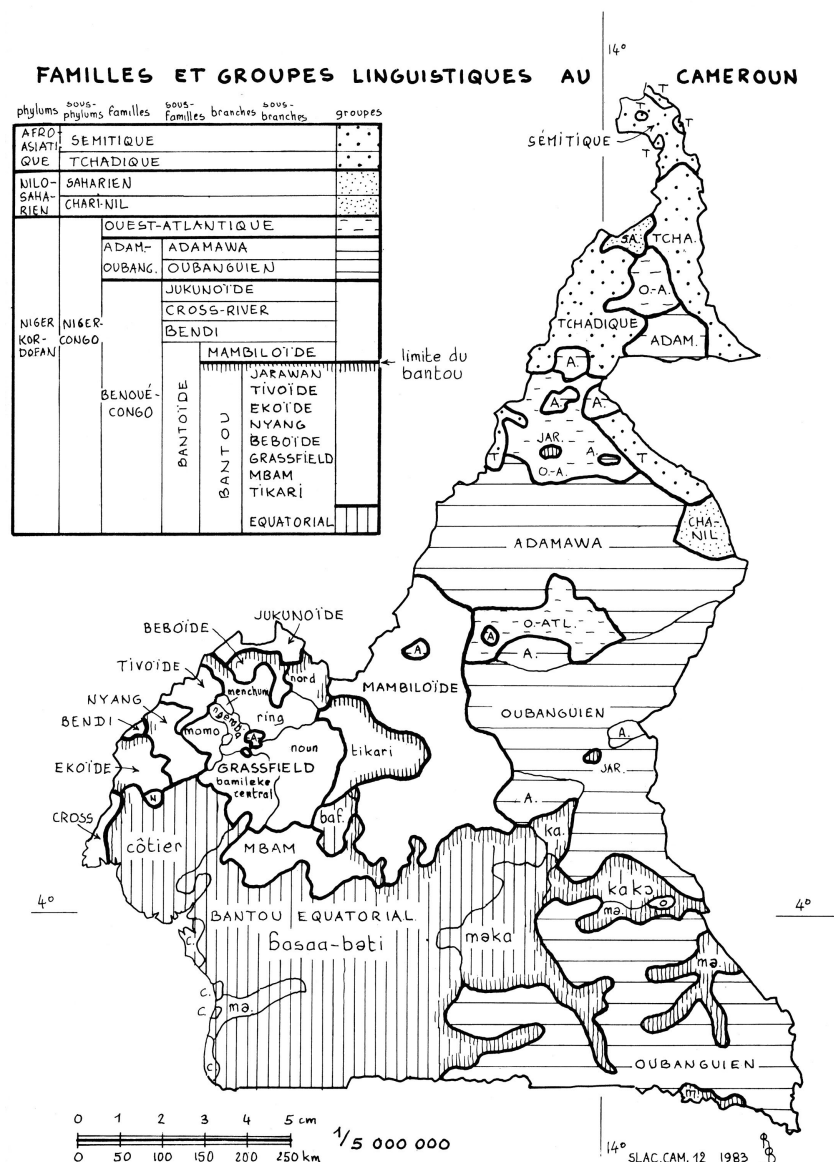 14°
FAMILLES ET GROUPES LINGUISTIQUES AU CAMEROUN
phylums sous-phylums familles sous-familles branches sous-branches groupes
AFRO-ASIATIQUE
SEMITIQUE
TCHADIQUE
NILO-SAHARIEN
SAHARIEN
CHARI-NIL
NIGER KORDOFAN
NIGER-CONGO
OUEST-ATLANTIQUE
ADAM.-OUBANG.
ADAMAWA
OUBANGUIEN
BENOUÉ-CONGO
JUKUNOÏDE
CROSS-RIVER
BENDI
BANTOÏDE
MAMBILOÏDE
limite du
bantou
BANTOU
JARAWAN
TIVOÏDE
EKOÏDE
NYANG
BEBOÏDE
GRASSFIELD
MBAM
TIKARI
EQUATORIAL
T
T
T
T
SÉMITIQUE
SA.
TCHA.
O.-A.
TCHADIQUE
ADAM.
A.
A.
A.
JAR.
A.
T
O.-A.
T
CHA-
NIL
ADAMAWA
JUKUNOÏDE
BEBOÏDE
TIVOÏDE
NYANG
BENDI
EKOÏDE
CROSS
O.-ATL.
A
A
A.
nord
menchum
MAMBILOÏDE
ngemba
ring
momo
OUBANGUIEN
A
noun
tikari
A.
JAR.
GRASSFIELD
bamileke
central
N
A.
baf.
ka.
côtier
MBAM
kakɔ
mə.
O
4°
4°
BANTOU EQUATORIAL
ɓasaa-bəti
məka
mə.
C.
C.
C.
C.
mə.
OUBANGUIEN
m.
0 1 2 3 4 5 cm
0 50 100 150 200 250 km
1/5 000 000
14°
SLAC.CAM.12 1983